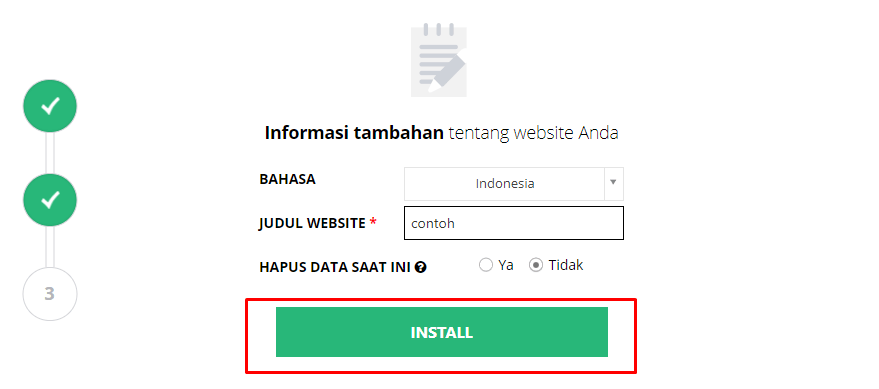 Informasi tambahan tentang website Anda
BAHASA
Indonesia
JUDUL WEBSITE *
contoh
HAPUS DATA SAAT INI ?
Ya
Tidak
3
INSTALL